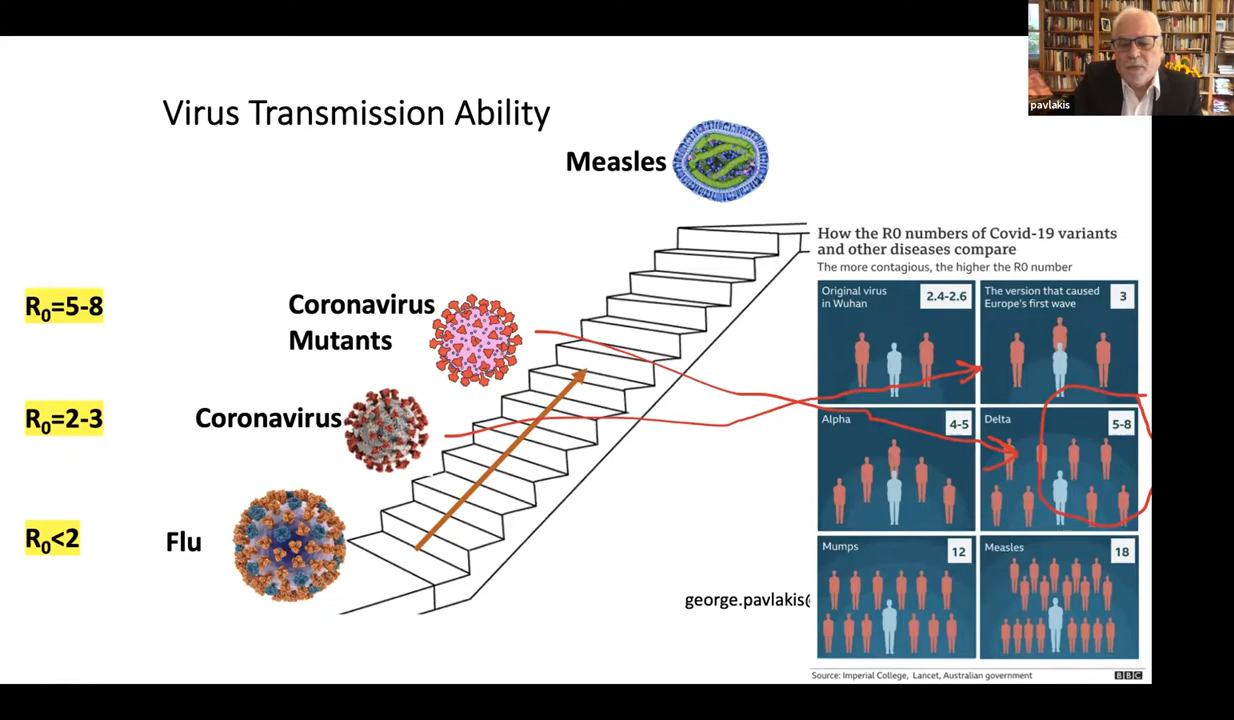 pavlakis
Virus Transmission Ability
Measles
R0=5-8
Coronavirus
Mutants
R0=2-3
Coronavirus
R0<2
Flu
george.pavlakis@
How the R0 numbers of Covid-19 variants
and other diseases compare
The more contagious, the higher the R0 number
Original virus
in Wuhan
2.4-2.6
The version that caused
Europe's first wave
3
Alpha
4-5
Delta
5-8
Mumps
12
Measles
18
Source: Imperial College, Lancet, Australian government
BBC